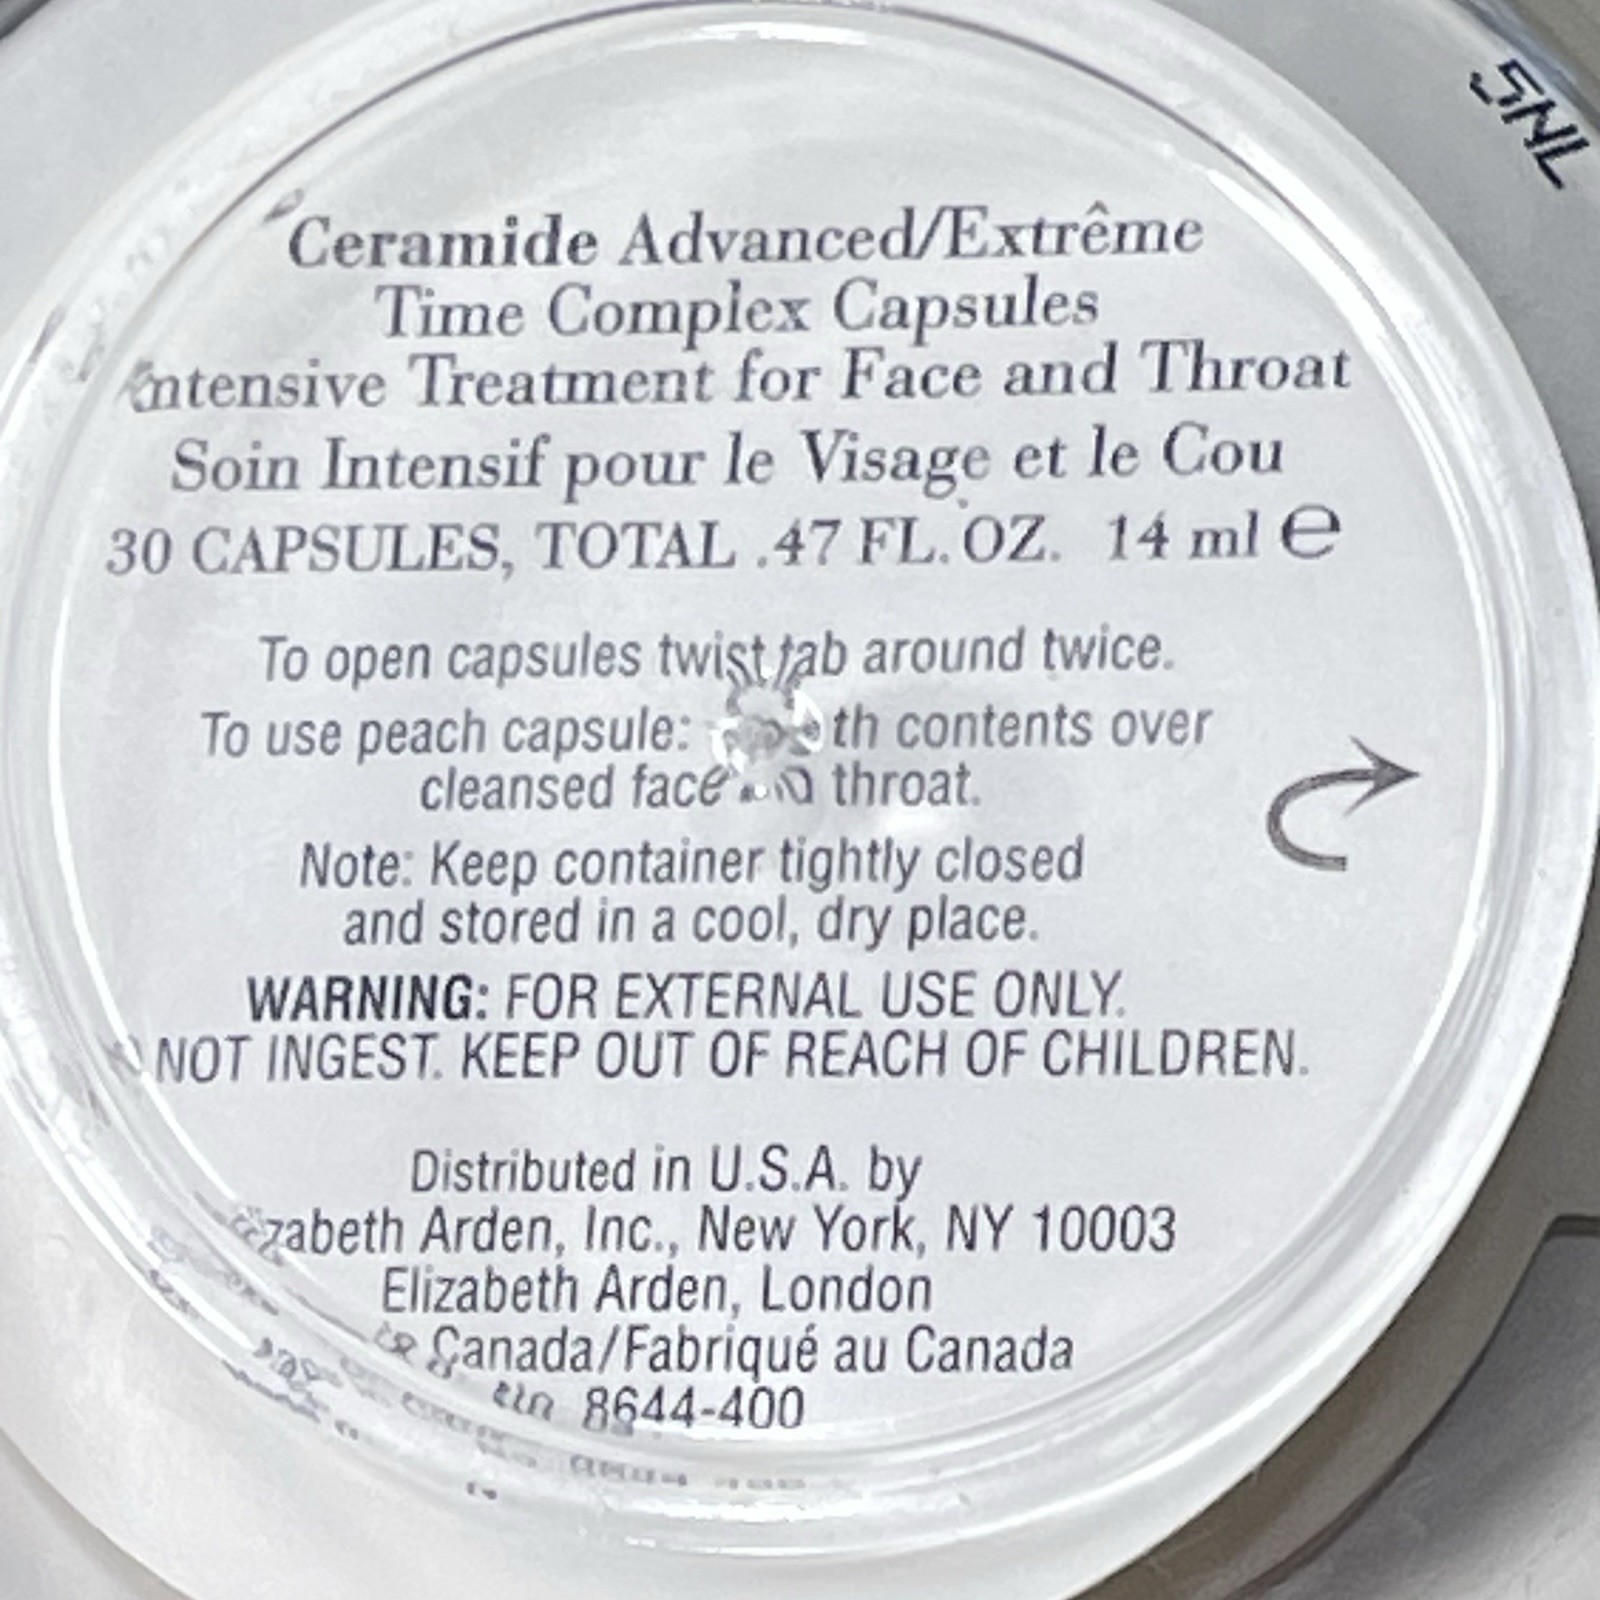 5NL
Ceramide Advanced/Extrême
Time Complex Capsules
Intensive Treatment for Face and Throat
Soin Intensif pour le Visage et le Cou
30 CAPSULES, TOTAL .47 FL. OZ. 14 ml e
To open capsules twist tab around twice.
To use peach capsule: contents over
cleansed face throat.
Note: Keep container tightly closed
and stored in a cool, dry place.
WARNING: FOR EXTERNAL USE ONLY.
NOT INGEST. KEEP OUT OF REACH OF CHILDREN.
Distributed in U.S.A. by
Elizabeth Arden, Inc., New York, NY 10003
Elizabeth Arden, London
Canada/Fabriqué au Canada
8644-400